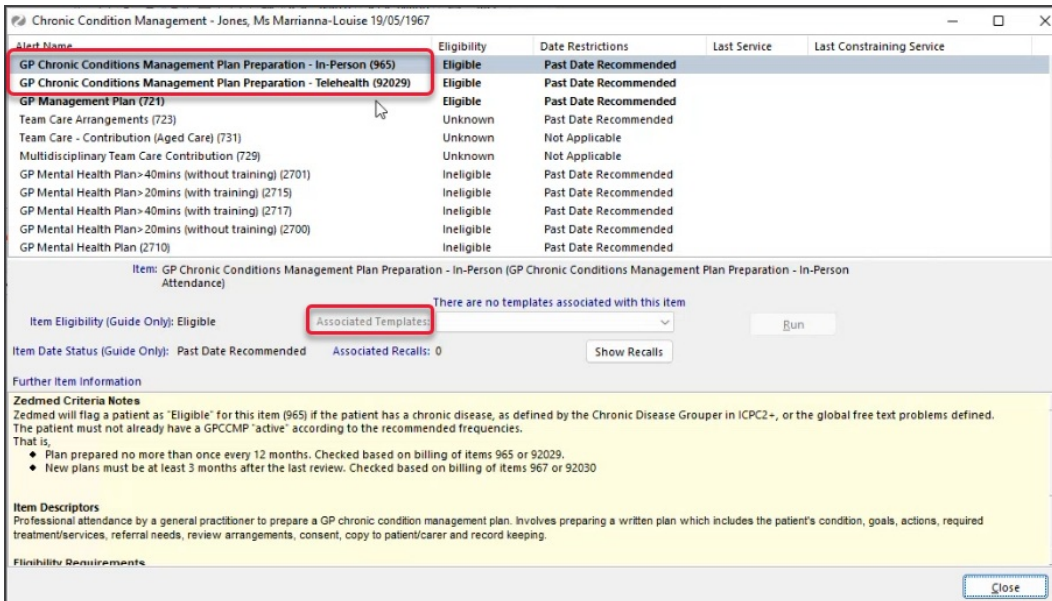 Chronic Condition Management - Jones, Ms Marrianna-Louise 19/05/1967
Alert Name Eligibility Date Restrictions Last Service Last Constraining Service
GP Chronic Conditions Management Plan Preparation - In-Person (965) Eligible Past Date Recommended
GP Chronic Conditions Management Plan Preparation - Telehealth (92029) Eligible Past Date Recommended
GP Management Plan (721) Eligible Past Date Recommended
Team Care Arrangements (723) Unknown Past Date Recommended
Team Care - Contribution (Aged Care) (731) Unknown Not Applicable
Multidisciplinary Team Care Contribution (729) Unknown Not Applicable
GP Mental Health Plan>40mins (without training) (2701) Ineligible Past Date Recommended
GP Mental Health Plan>20mins (with training) (2715) Ineligible Past Date Recommended
GP Mental Health Plan>40mins (with training) (2717) Ineligible Past Date Recommended
GP Mental Health Plan>20mins (without training) (2700) Ineligible Past Date Recommended
GP Mental Health Plan (2710) Ineligible Past Date Recommended
Item: GP Chronic Conditions Management Plan Preparation - In-Person (GP Chronic Conditions Management Plan Preparation - In-Person
Attendance)
There are no templates associated with this item
Item Eligibility (Guide Only): Eligible Associated Templates: Run
Item Date Status (Guide Only): Past Date Recommended Associated Recalls: 0 Show Recalls
Further Item Information
Zedmed Criteria Notes
Zedmed will flag a patient as "Eligible" for this item (965) if the patient has a chronic disease, as defined by the Chronic Disease Grouper in ICPC2+, or the global free text problems defined.
The patient must not already have a GPCCMP "active" according to the recommended frequencies.
That is,
◆ Plan prepared no more than once every 12 months. Checked based on billing of items 965 or 92029.
◆ New plans must be at least 3 months after the last review. Checked based on billing of items 967 or 92030
Item Descriptors
Professional attendance by a general practitioner to prepare a GP chronic condition management plan. Involves preparing a written plan which includes the patient's condition, goals, actions, required
treatment/services, referral needs, review arrangements, consent, copy to patient/carer and record keeping.
Eligibility Requirements
Close